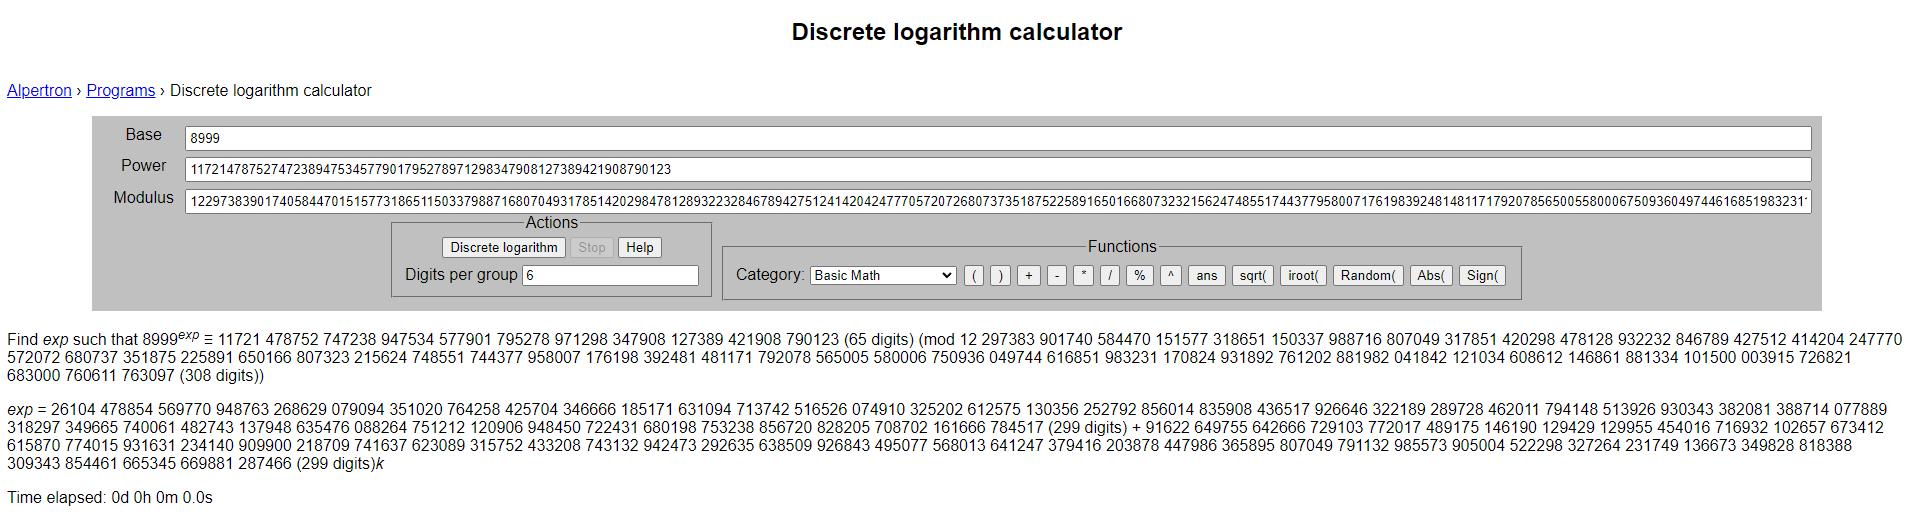 Discrete logarithm calculator
Alpertron › Programs › Discrete logarithm calculator
Base 8999
Power 11721478752747238947534577901795278971298347908127389421908790123
Modulus 12297383901740584470151577318651150337988716807049317851420298478128932232846789427512414204247770572072680737351875225891650166807323215624748551744377958007176198392481481171792078565005580006750936049744616851983231
Actions
Discrete logarithm Stop Help
Digits per group 6
Functions
Category: Basic Math ( ) + - * / % ^ ans sqrt( iroot( Random( Abs( Sign(
Find exp such that 8999exp ≡ 11721 478752 747238 947534 577901 795278 971298 347908 127389 421908 790123 (65 digits) (mod 12 297383 901740 584470 151577 318651 150337 988716 807049 317851 420298 478128 932232 846789 427512 414204 247770
572072 680737 351875 225891 650166 807323 215624 748551 744377 958007 176198 392481 481171 792078 565005 580006 750936 049744 616851 983231 170824 931892 761202 881982 041842 121034 608612 146861 881334 101500 003915 726821
683000 760611 763097 (308 digits))
exp = 26104 478854 569770 948763 268629 079094 351020 764258 425704 346666 185171 631094 713742 516526 074910 325202 612575 130356 252792 856014 835908 436517 926646 322189 289728 462011 794148 513926 930343 382081 388714 077889
318297 349665 740061 482743 137948 635476 088264 751212 120906 948450 722431 680198 753238 856720 828205 708702 161666 784517 (299 digits) + 91622 649755 642666 729103 772017 489175 146190 129429 129955 454016 716932 102657 673412
615870 774015 931631 234140 909900 218709 741637 623089 315752 433208 743132 942473 292635 638509 926843 495077 568013 641247 379416 203878 447986 365895 807049 791132 985573 905004 522298 327264 231749 136673 349828 818388
309343 854461 665345 669881 287466 (299 digits)k
Time elapsed: 0d 0h 0m 0.0s